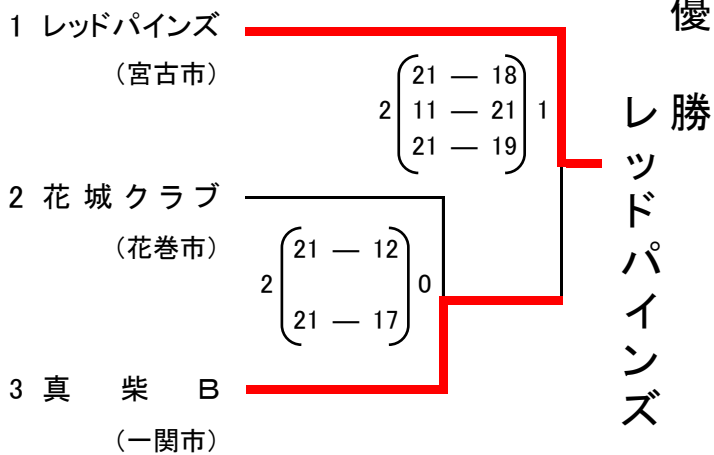 1 レッドパインズ
(宮古市)
2 花城クラブ
(花巻市)
3 真柴B
(一関市)
21 — 18
2 11 — 21 1
21 — 19
21 — 12
2 0
21 — 17
優勝
レッドパインズ